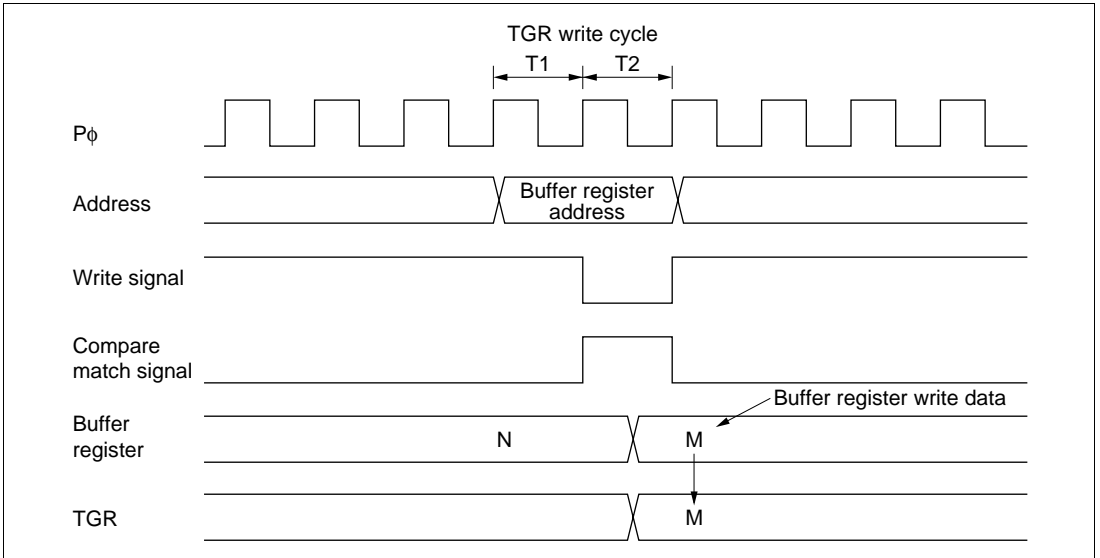 TGR write cycle
T1 T2
Pϕ
Address
Buffer register
address
Write signal
Compare
match signal
Buffer register write data
Buffer
register
N M
TGR
M